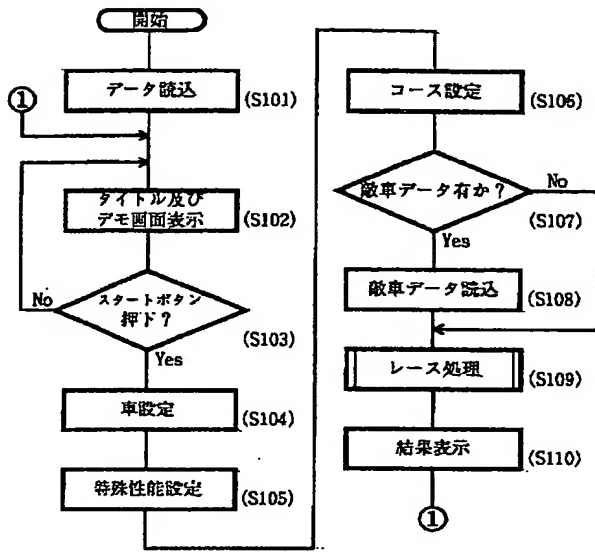 開始
データ読込
(S101)
①
タイトル及び
デモ画面表示
(S102)
No
スタートボタン
押下?
(S103)
Yes
車設定
(S104)
特殊性能設定
(S105)
コース設定
(S106)
敵車データ有か?
No
(S107)
Yes
敵車データ読込
(S108)
レース処理
(S109)
結果表示
(S110)
①